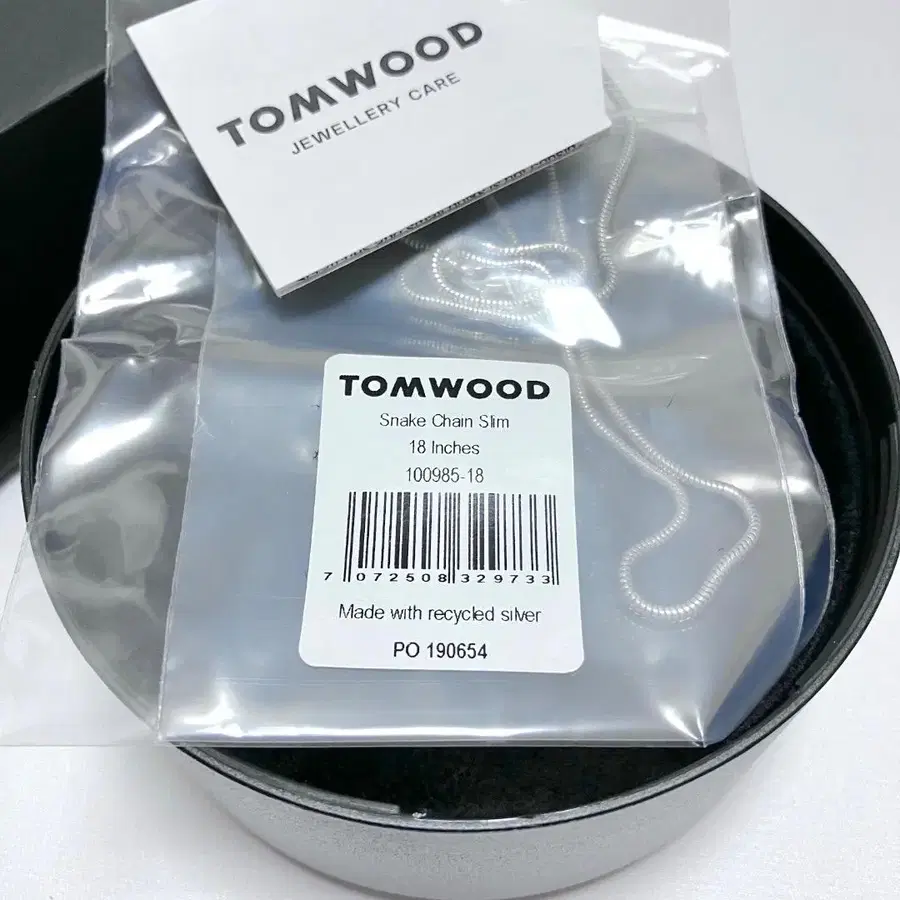 TOMWOOD
JEWELLERY CARE
TOMWOOD
Snake Chain Slim
18 Inches
100985-18
7 072508 329733
Made with recycled silver
PO 190654